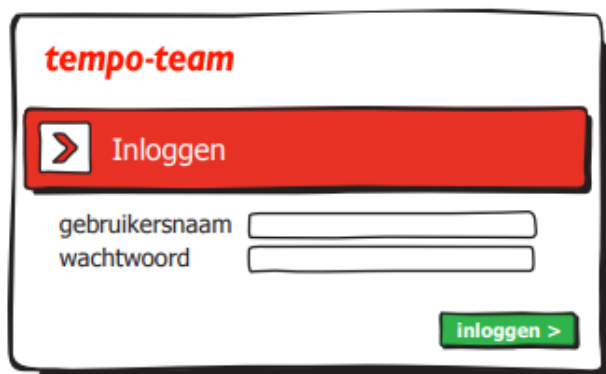 tempo-team
Inloggen
gebruikersnaam
wachtwoord
inloggen >